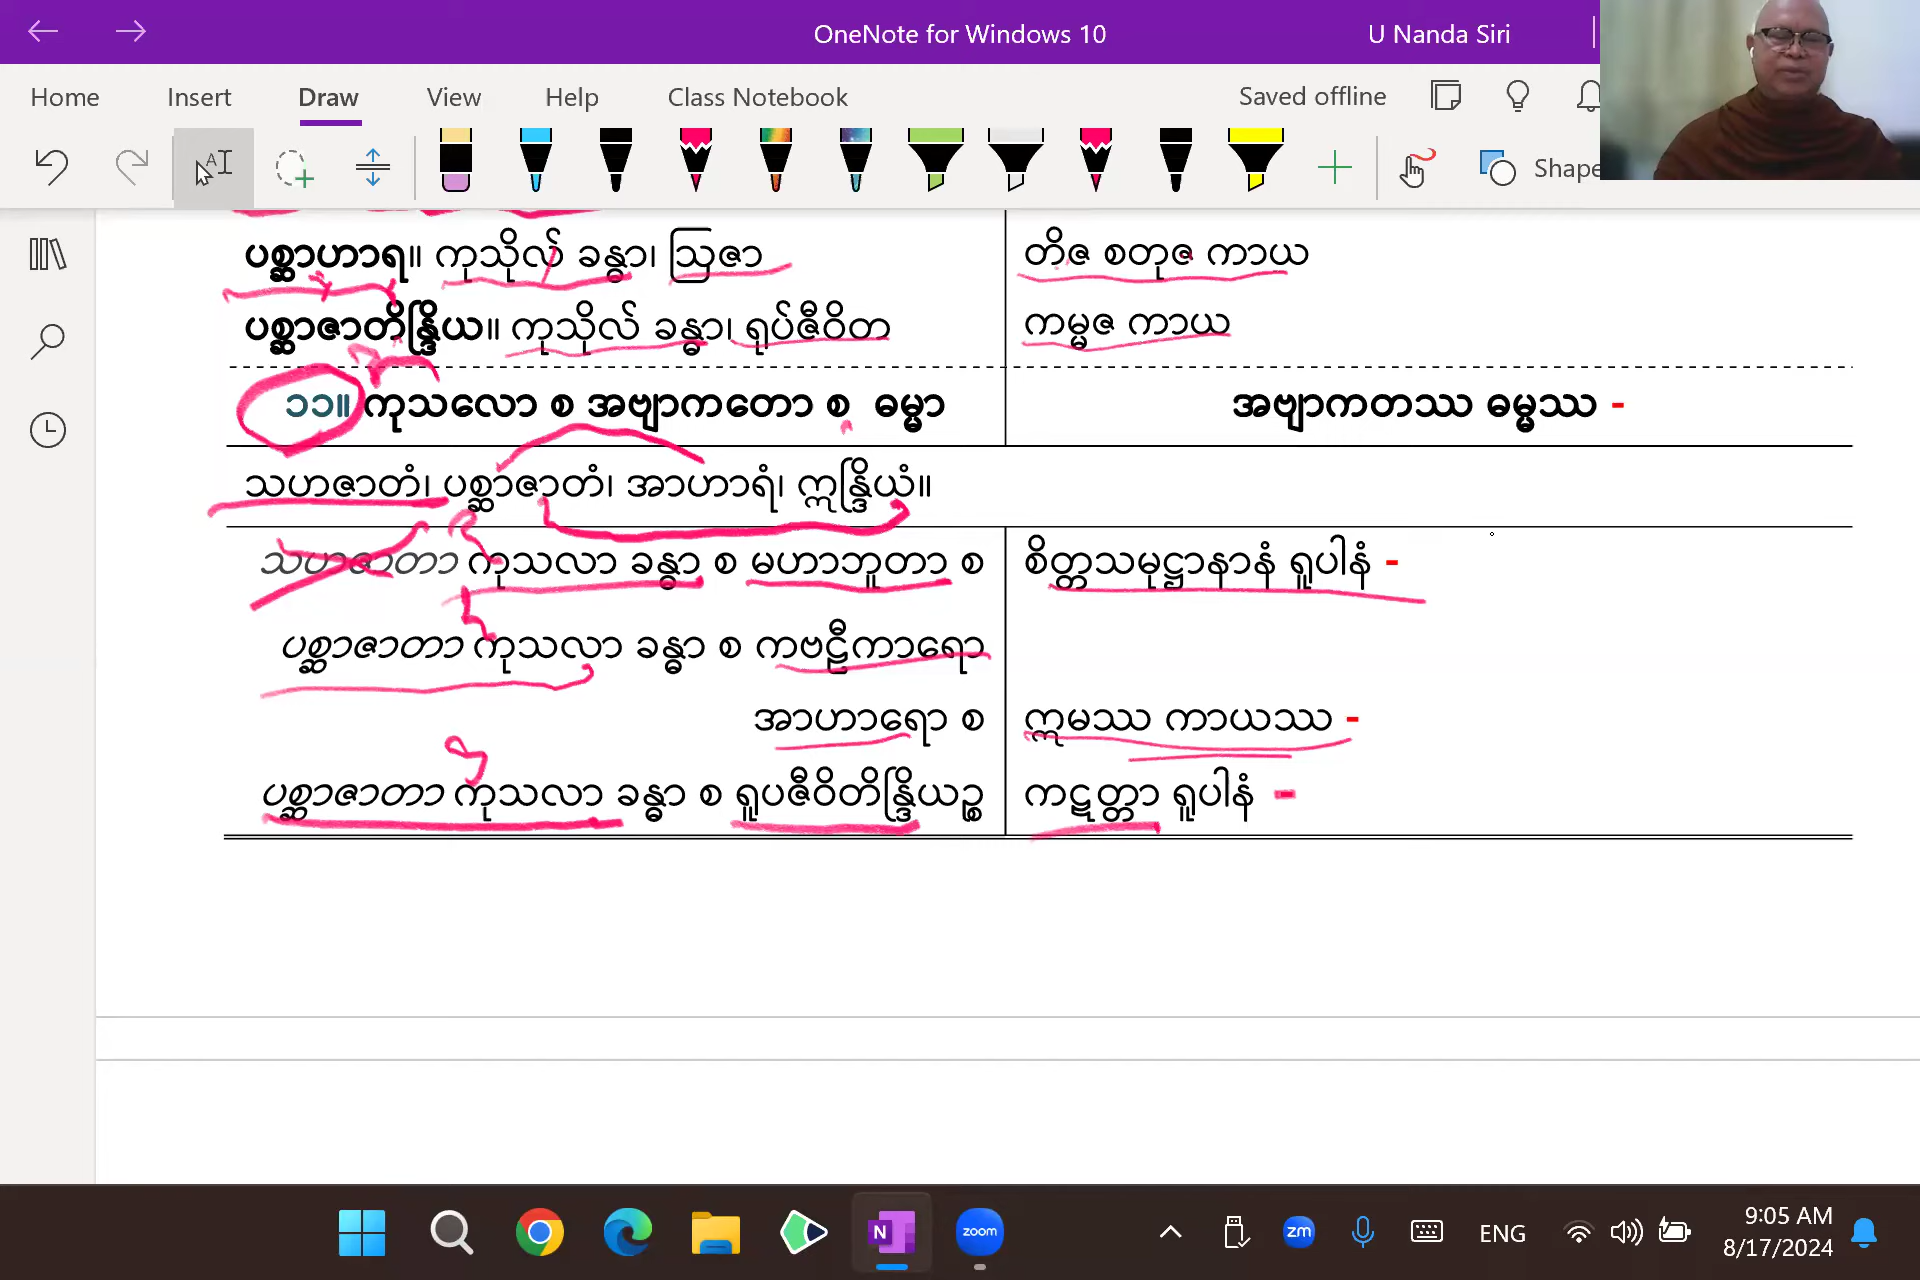 OneNote for Windows 10
U Nanda Siri
Home Insert Draw View Help Class Notebook
Saved offline
Shape
ပစ္ဆာဟာရ။ ကုသိုလ် ခန္ဓာ၊ ဩဇာ တိဇ စတုဇ ကာယ
ပစ္ဆာဇာတိန္ဒြိယ။ ကုသိုလ် ခန္ဓာ၊ ရုပ်ဇီဝိတ ကမ္မဇ ကာယ
၁၁။ ကုသလော စ အဗျာကတော စ ဓမ္မာ အဗျာကတဿ ဓမ္မဿ -
သဟဇာတံ၊ ပစ္ဆာဇာတံ၊ အာဟာရံ၊ ဣန္ဒြိယံ။
သဟဇာတာ ကုသလာ ခန္ဓာ စ မဟာဘူတာ စ စိတ္တသမုဋ္ဌာနာနံ ရူပါနံ -
ပစ္ဆာဇာတာ ကုသလာ ခန္ဓာ စ ကဗဠီကာရော
အာဟာရော စ ဣမဿ ကာယဿ -
ပစ္ဆာဇာတာ ကုသလာ ခန္ဓာ စ ရူပဇီဝိတိန္ဒြိယဉ္စ ကဋတ္တာ ရူပါနံ -
zoom
zm
ENG
9:05 AM
8/17/2024